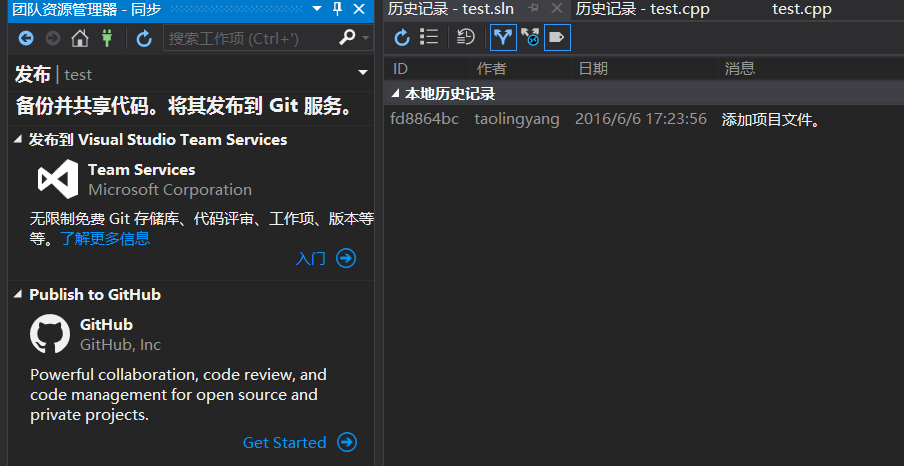 团队资源管理器 - 同步
搜索工作项 (Ctrl+')
发布 | test
备份并共享代码。将其发布到 Git 服务。
发布到 Visual Studio Team Services
Team Services
Microsoft Corporation
无限制免费 Git 存储库、代码评审、工作项、版本等
等。了解更多信息
入门
Publish to GitHub
GitHub
GitHub, Inc
Powerful collaboration, code review, and
code management for open source and
private projects.
Get Started
历史记录 - test.sln
历史记录 - test.cpp
test.cpp
ID 作者 日期 消息
本地历史记录
fd8864bc taolingyang 2016/6/6 17:23:56 添加项目文件。